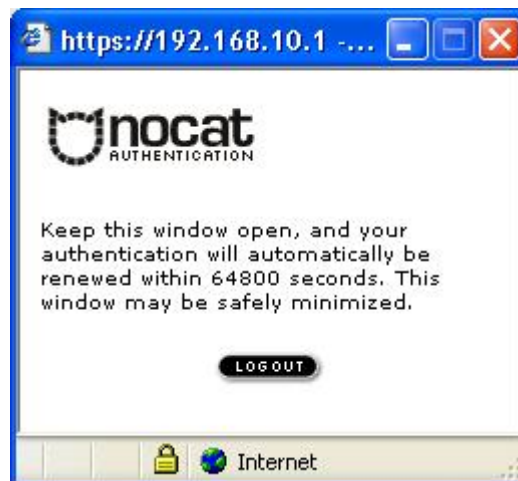 https://192.168.10.1 -...
nocat
AUTHENTICATION
Keep this window open, and your
authentication will automatically be
renewed within 64800 seconds. This
window may be safely minimized.
LOGOUT
Internet